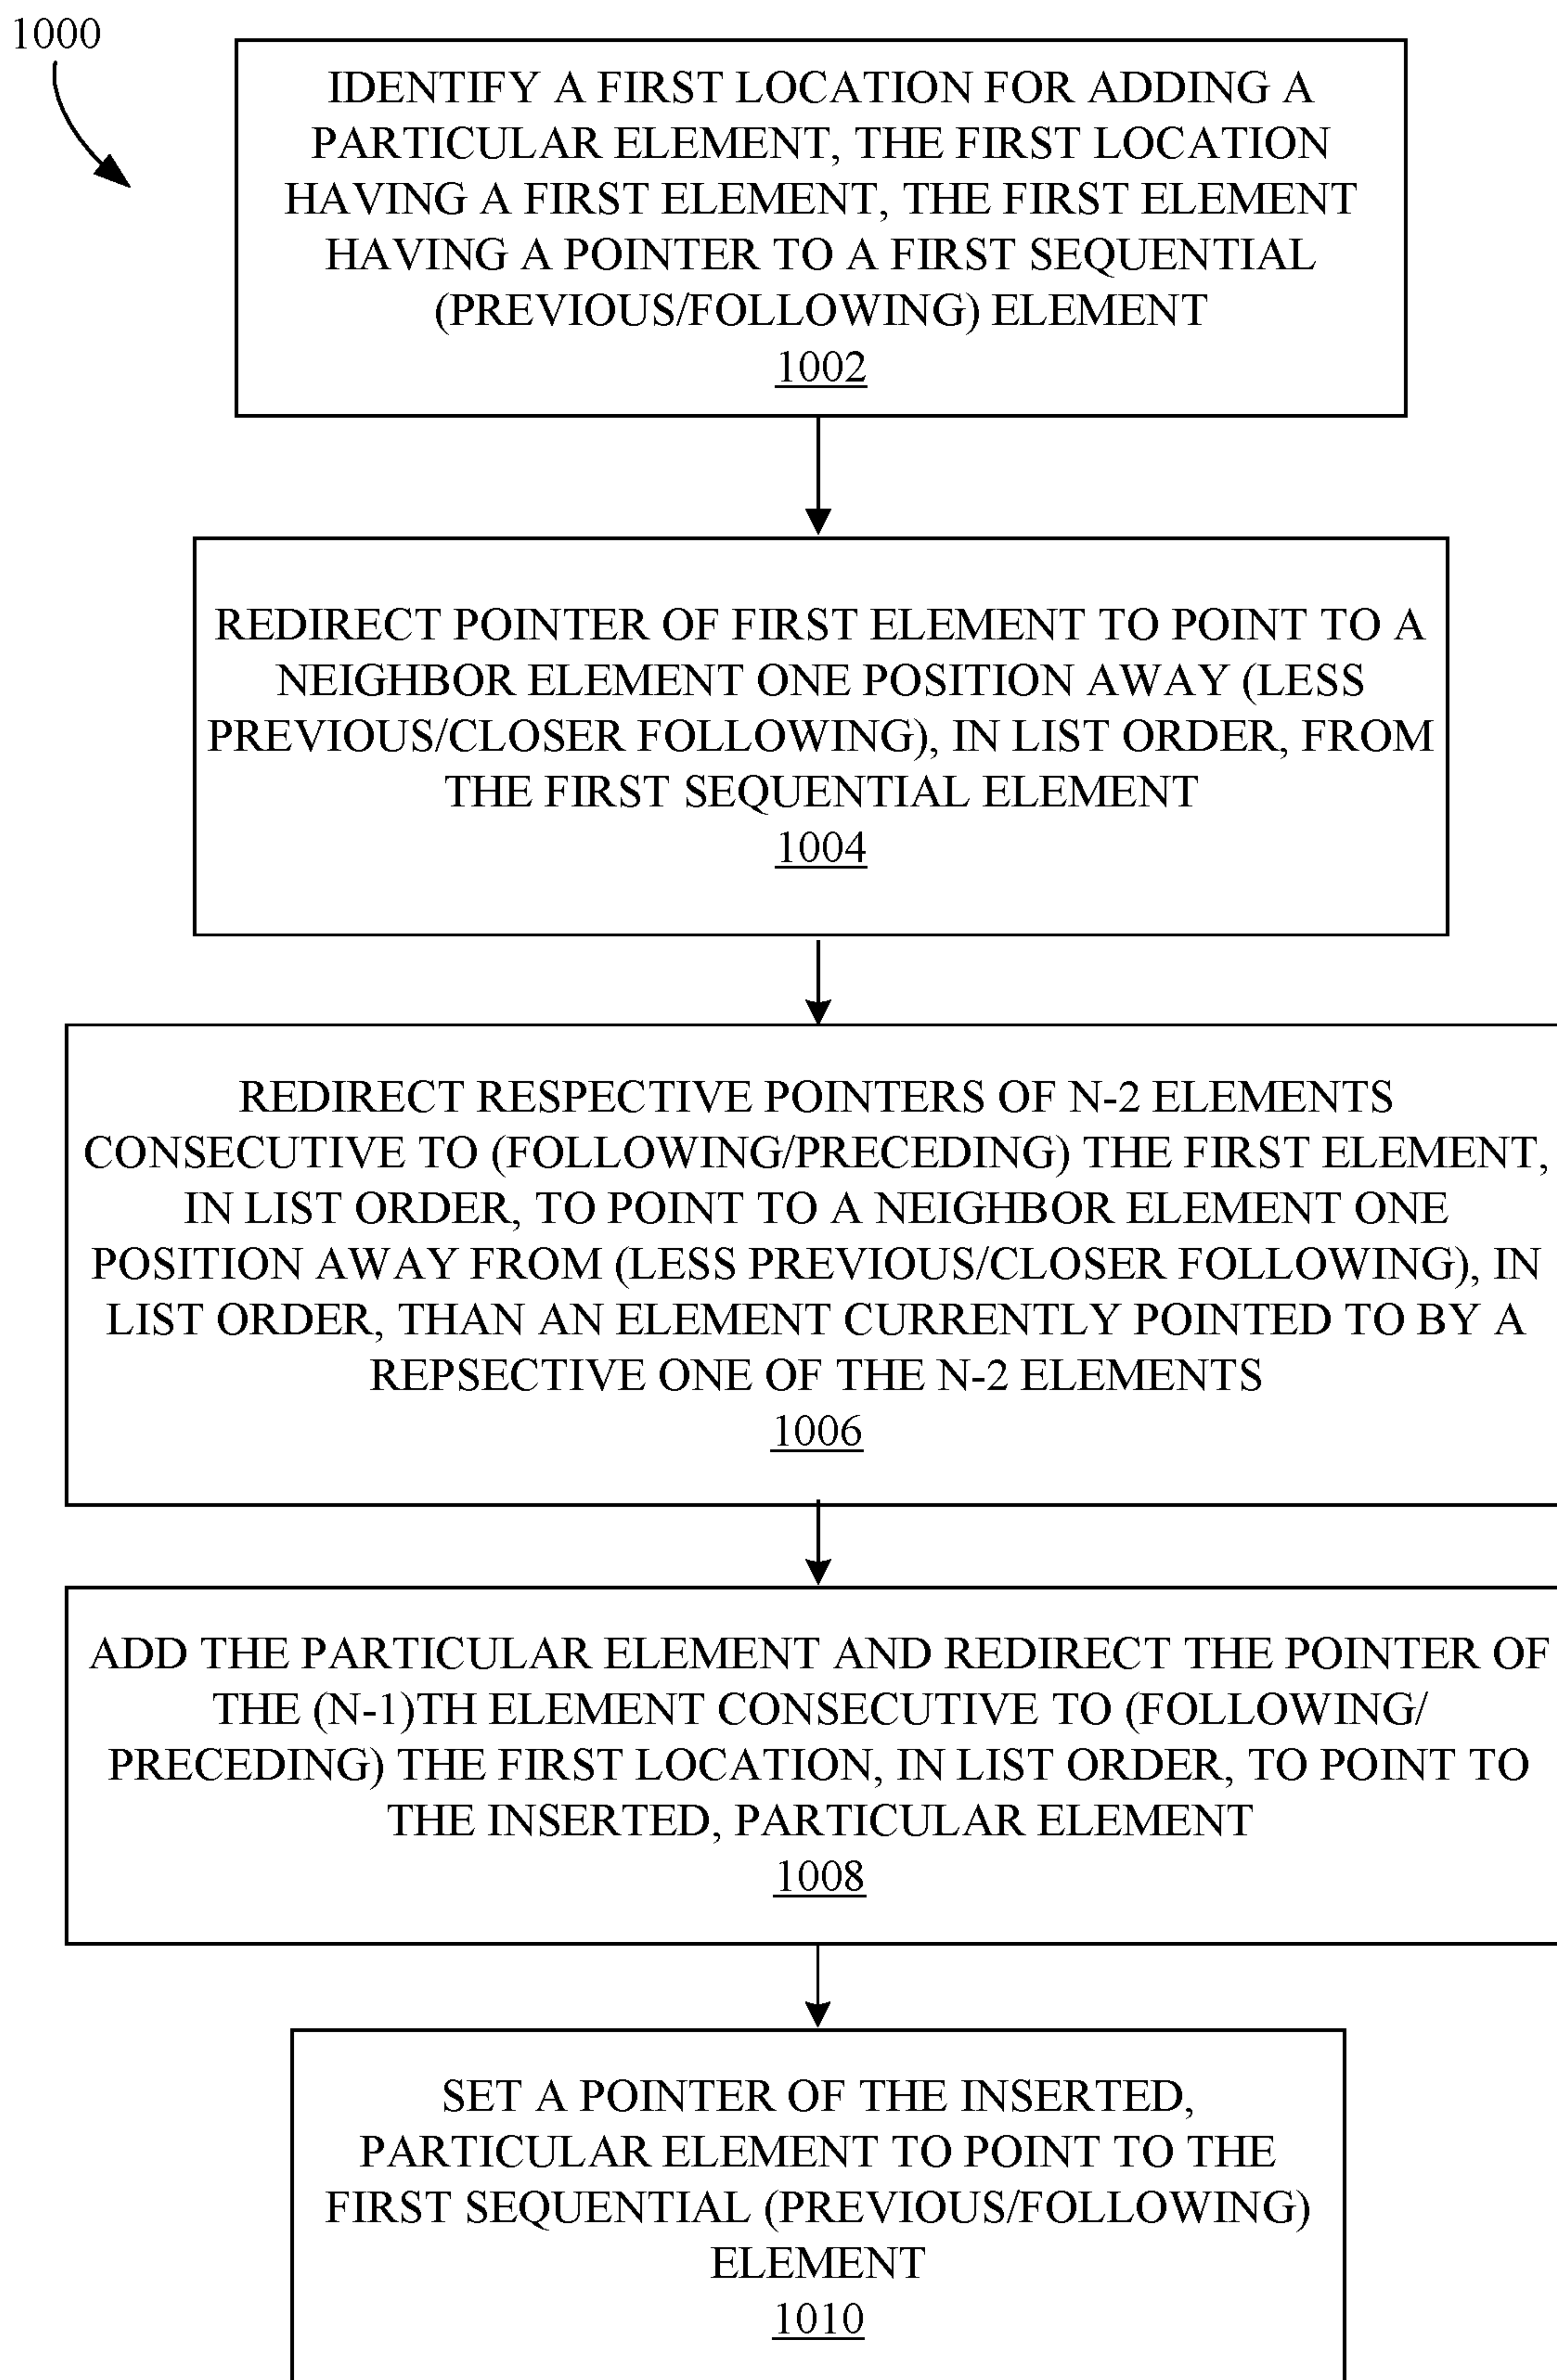 1000
IDENTIFY A FIRST LOCATION FOR ADDING A
PARTICULAR ELEMENT, THE FIRST LOCATION
HAVING A FIRST ELEMENT, THE FIRST ELEMENT
HAVING A POINTER TO A FIRST SEQUENTIAL
(PREVIOUS/FOLLOWING) ELEMENT
1002
REDIRECT POINTER OF FIRST ELEMENT TO POINT TO A
NEIGHBOR ELEMENT ONE POSITION AWAY (LESS
PREVIOUS/CLOSER FOLLOWING), IN LIST ORDER, FROM
THE FIRST SEQUENTIAL ELEMENT
1004
REDIRECT RESPECTIVE POINTERS OF N-2 ELEMENTS
CONSECUTIVE TO (FOLLOWING/PRECEDING) THE FIRST ELEMENT,
IN LIST ORDER, TO POINT TO A NEIGHBOR ELEMENT ONE
POSITION AWAY FROM (LESS PREVIOUS/CLOSER FOLLOWING), IN
LIST ORDER, THAN AN ELEMENT CURRENTLY POINTED TO BY A
REPSECTIVE ONE OF THE N-2 ELEMENTS
1006
ADD THE PARTICULAR ELEMENT AND REDIRECT THE POINTER OF
THE (N-1)TH ELEMENT CONSECUTIVE TO (FOLLOWING/
PRECEDING) THE FIRST LOCATION, IN LIST ORDER, TO POINT TO
THE INSERTED, PARTICULAR ELEMENT
1008
SET A POINTER OF THE INSERTED,
PARTICULAR ELEMENT TO POINT TO THE
FIRST SEQUENTIAL (PREVIOUS/FOLLOWING)
ELEMENT
1010